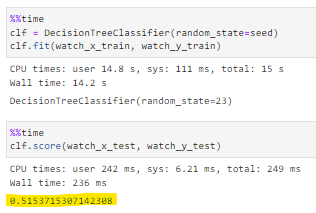 %%time
clf = DecisionTreeClassifier(random_state=seed)
clf.fit(watch_x_train, watch_y_train)
CPU times: user 14.8 s, sys: 111 ms, total: 15 s
Wall time: 14.2 s
DecisionTreeClassifier(random_state=23)
%%time
clf.score(watch_x_test, watch_y_test)
CPU times: user 242 ms, sys: 6.21 ms, total: 249 ms
Wall time: 236 ms
0.5153715307142308